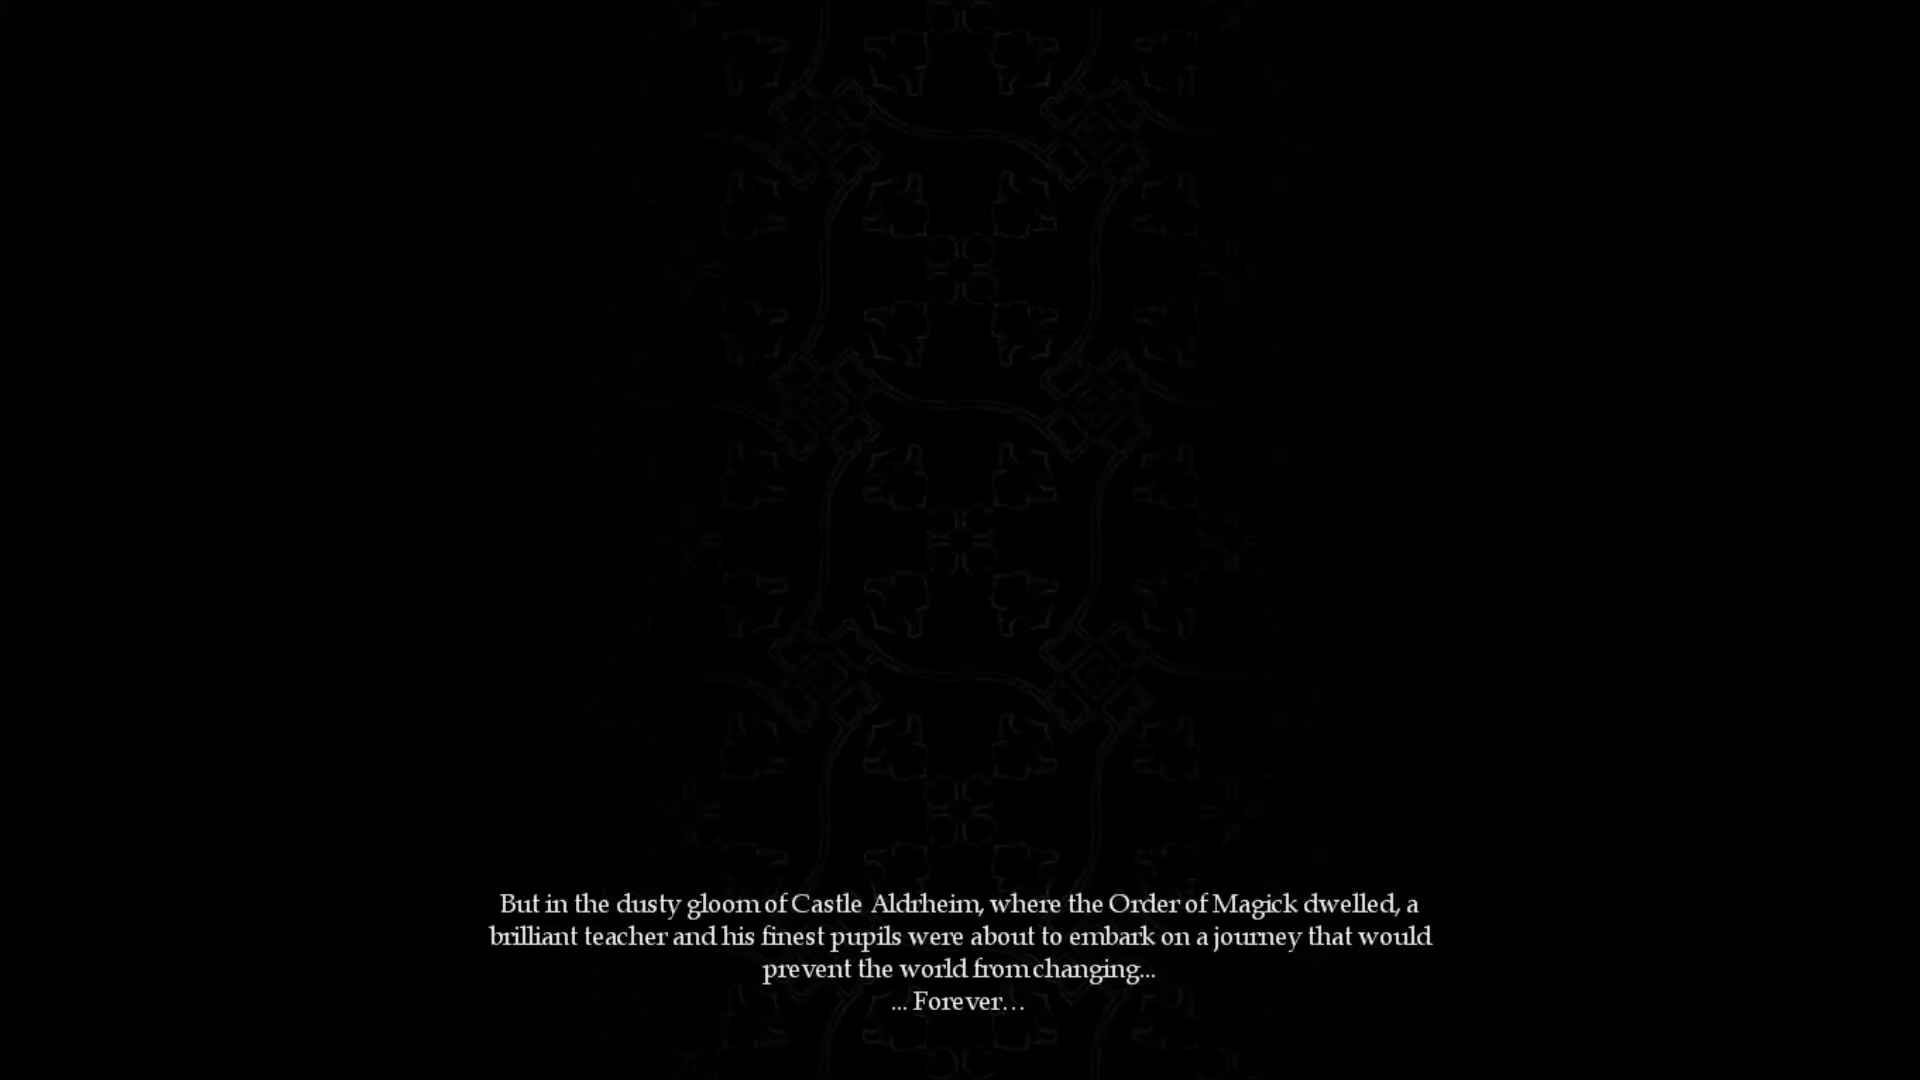 But in the dusty gloom of Castle Aldrheim, where the Order of Magick dwelled, a
brilliant teacher and his finest pupils were about to embark on a journey that would
prevent the world from changing...
... Forever...